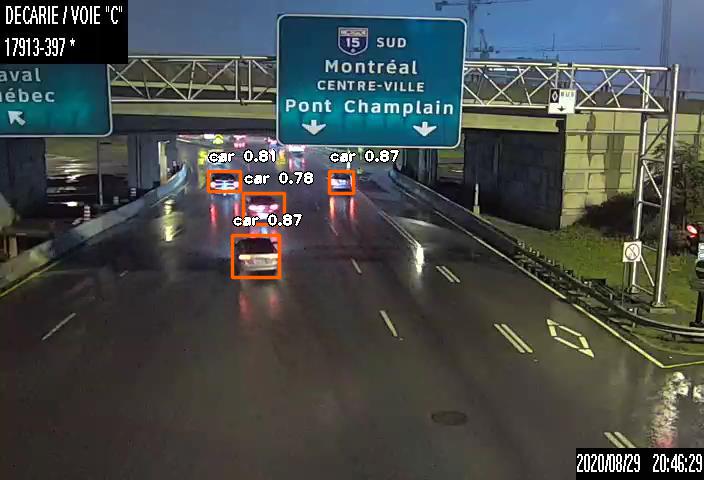 DECARIE / VOIE "C"
17913-397 *
aval
ébec
15 SUD
Montréal
CENTRE-VILLE
Pont Champlain
BUS
car 0.81
car 0.87
car 0.78
car 0.87
2020/08/29 20:46:29